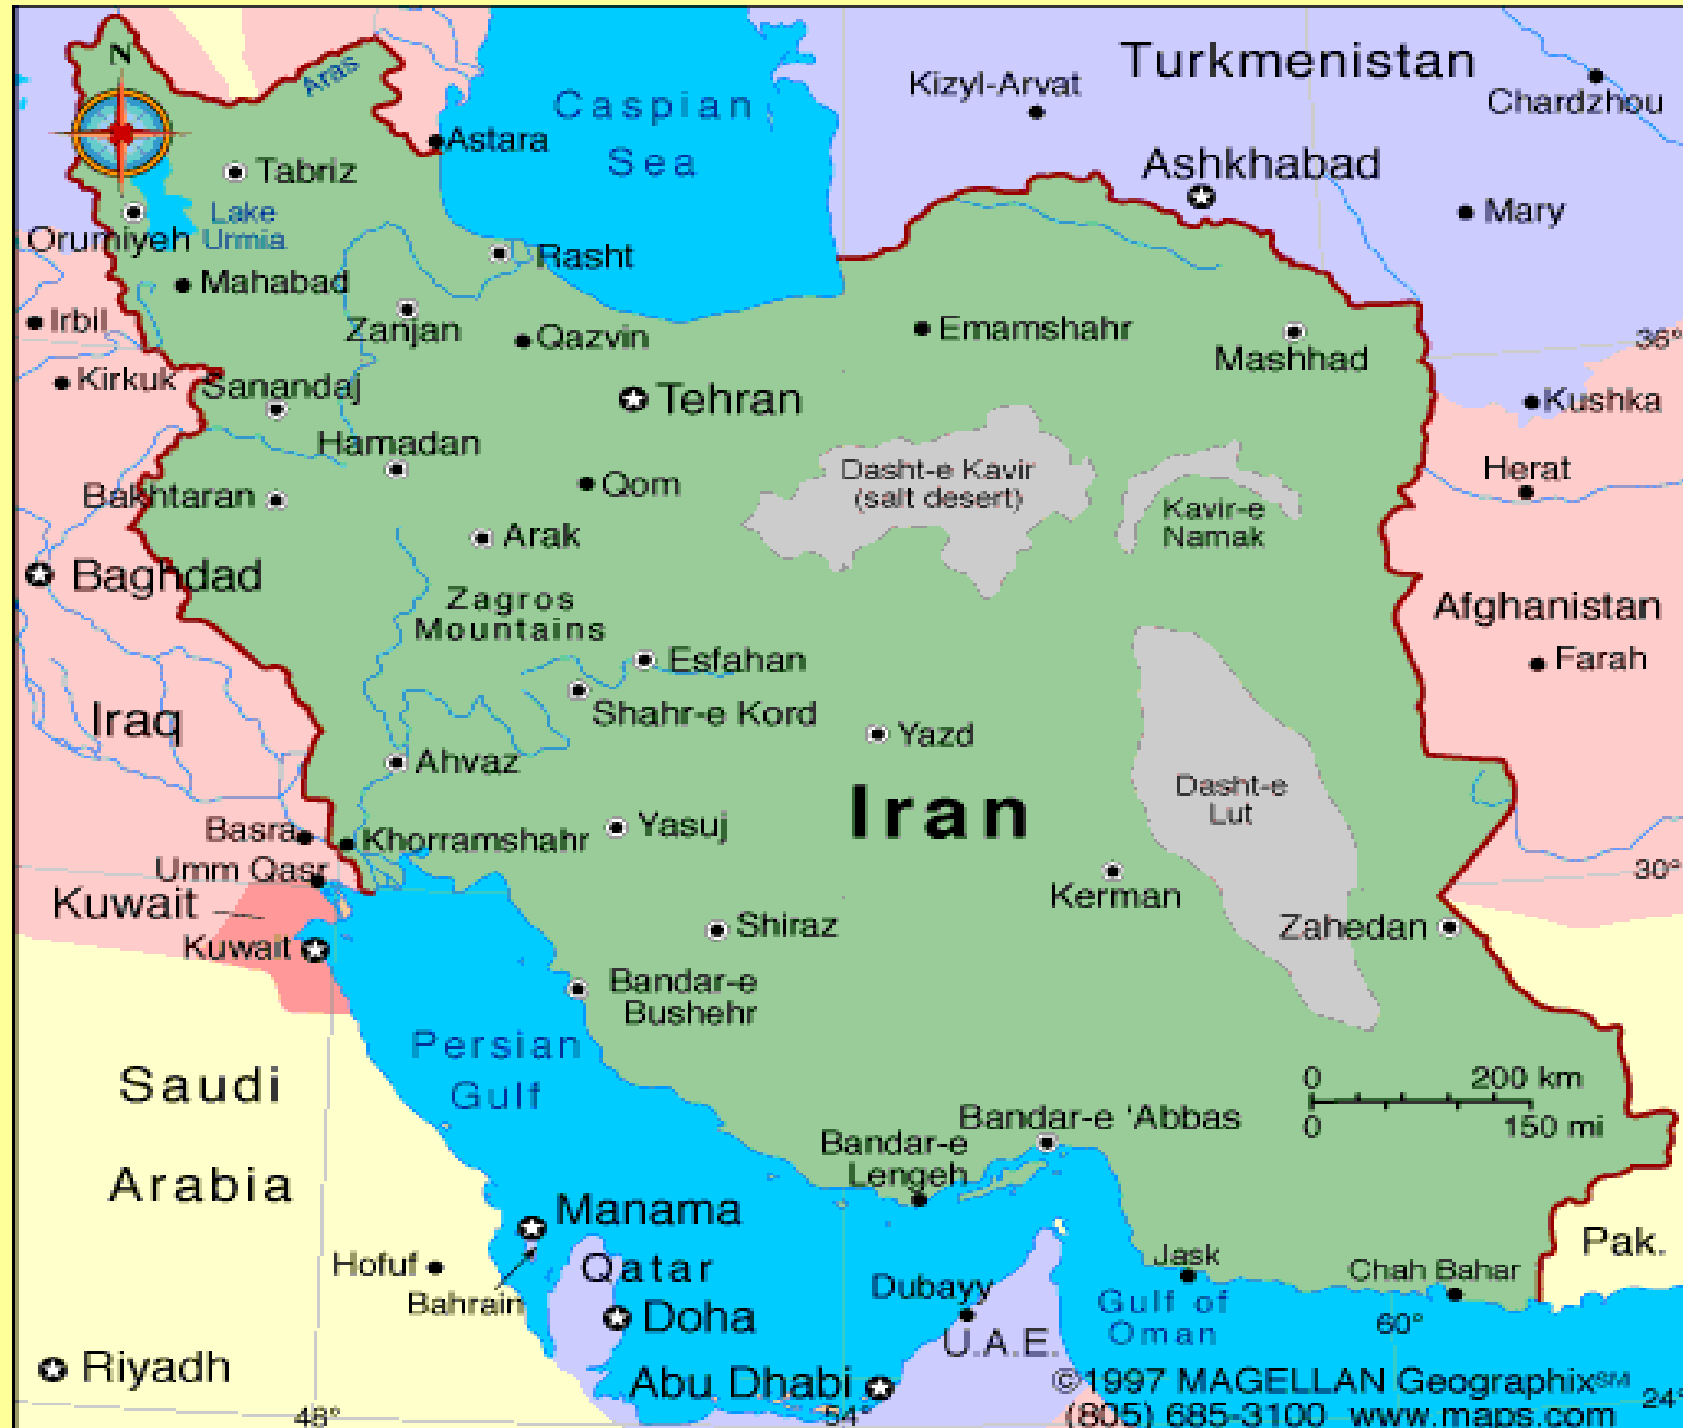 N
Aras
Caspian
Sea
Turkmenistan
Kizyl-Arvat
Chardzhou
Astara
Ashkhabad
Tabriz
Mary
Lake
Urmia
Orumiyeh
Rasht
Mahabad
Irbil
Zanjan
Qazvin
Emamshahr
Mashhad
36°
Kirkuk
Sanandaj
Tehran
Kushka
Hamadan
Dasht-e Kavir
(salt desert)
Herat
Bakhtaran
Qom
Kavir-e
Namak
Arak
Baghdad
Zagros
Mountains
Afghanistan
Esfahan
Farah
Iraq
Shahr-e Kord
Yazd
Ahvaz
Dasht-e
Lut
Iran
Basra
Khorramshahr
Yasuj
Umm Qasr
30°
Kuwait
Kerman
Shiraz
Zahedan
Kuwait
Bandar-e
Bushehr
Persian
Gulf
Saudi
Arabia
0 200 km
0 150 mi
Bandar-e 'Abbas
Bandar-e
Lengeh
Manama
Pak.
Hofuf
Qatar
Jask
Chah Bahar
Bahrain
Dubayy
Gulf of
Oman
60°
Doha
U.A.E.
Riyadh
Abu Dhabi
©1997 MAGELLAN Geographix℠
24°
48°
54°
(805) 685-3100 www.maps.com